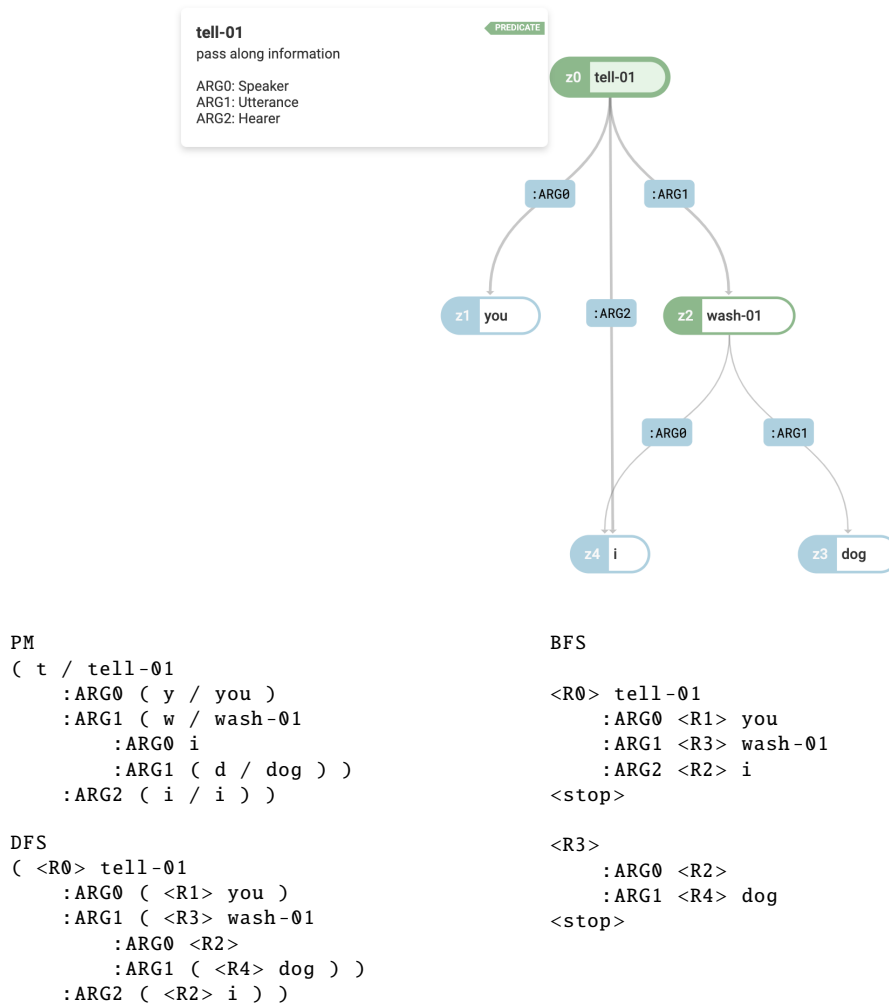 tell-01
PREDICATE
pass along information
ARG0: Speaker
ARG1: Utterance
ARG2: Hearer
z0 tell-01
:ARG0 :ARG1
z1 you :ARG2 z2 wash-01
:ARG0 :ARG1
z4 i z3 dog
PM
( t / tell-01
    :ARG0 ( y / you )
    :ARG1 ( w / wash-01
        :ARG0 i
        :ARG1 ( d / dog ) )
    :ARG2 ( i / i ) )
DFS
( <R0> tell-01
    :ARG0 ( <R1> you )
    :ARG1 ( <R3> wash-01
        :ARG0 <R2>
        :ARG1 ( <R4> dog ) )
    :ARG2 ( <R2> i ) )
BFS
<R0> tell-01
    :ARG0 <R1> you
    :ARG1 <R3> wash-01
    :ARG2 <R2> i
<stop>
<R3>
    :ARG0 <R2>
    :ARG1 <R4> dog
<stop>